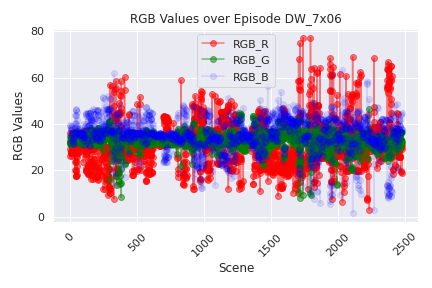 RGB Values over Episode DW_7x06
RGB Values
80
60
40
20
0
RGB_R
RGB_G
RGB_B
0
500
1000
1500
2000
2500
Scene